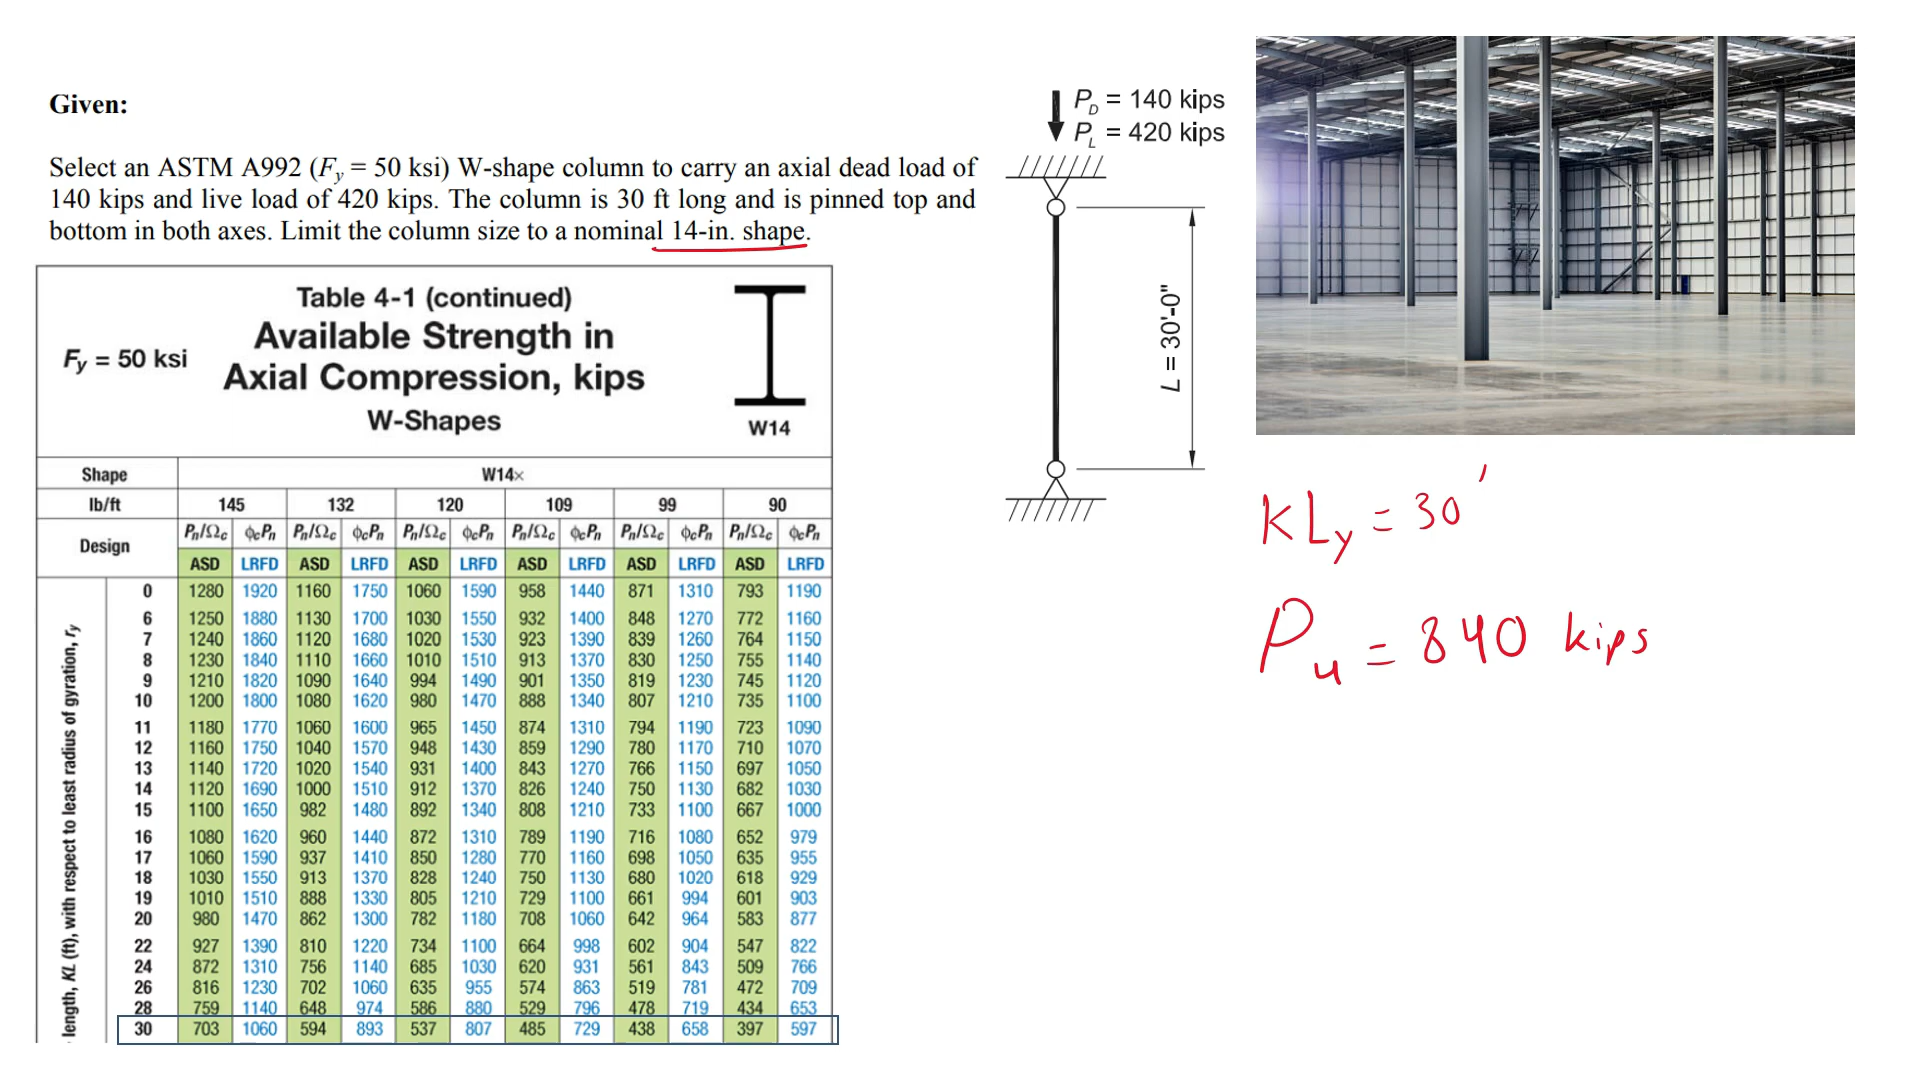 Given:
Select an ASTM A992 (Fy = 50 ksi) W-shape column to carry an axial dead load of
140 kips and live load of 420 kips. The column is 30 ft long and is pinned top and
bottom in both axes. Limit the column size to a nominal 14-in. shape.
Table 4-1 (continued)
Available Strength in
Axial Compression, kips
W-Shapes
Fy = 50 ksi
W14
Shape W14×
lb/ft 145 132 120 109 99 90
Design Pn/Ωc ϕcPn Pn/Ωc ϕcPn Pn/Ωc ϕcPn Pn/Ωc ϕcPn Pn/Ωc ϕcPn Pn/Ωc ϕcPn
ASD LRFD ASD LRFD ASD LRFD ASD LRFD ASD LRFD ASD LRFD
length, KL (ft), with respect to least radius of gyration, ry
0 1280 1920 1160 1750 1060 1590 958 1440 871 1310 793 1190
6 1250 1880 1130 1700 1030 1550 932 1400 848 1270 772 1160
7 1240 1860 1120 1680 1020 1530 923 1390 839 1260 764 1150
8 1230 1840 1110 1660 1010 1510 913 1370 830 1250 755 1140
9 1210 1820 1090 1640 994 1490 901 1350 819 1230 745 1120
10 1200 1800 1080 1620 980 1470 888 1340 807 1210 735 1100
11 1180 1770 1060 1600 965 1450 874 1310 794 1190 723 1090
12 1160 1750 1040 1570 948 1430 859 1290 780 1170 710 1070
13 1140 1720 1020 1540 931 1400 843 1270 766 1150 697 1050
14 1120 1690 1000 1510 912 1370 826 1240 750 1130 682 1030
15 1100 1650 982 1480 892 1340 808 1210 733 1100 667 1000
16 1080 1620 960 1440 872 1310 789 1190 716 1080 652 979
17 1060 1590 937 1410 850 1280 770 1160 698 1050 635 955
18 1030 1550 913 1370 828 1240 750 1130 680 1020 618 929
19 1010 1510 888 1330 805 1210 729 1100 661 994 601 903
20 980 1470 862 1300 782 1180 708 1060 642 964 583 877
22 927 1390 810 1220 734 1100 664 998 602 904 547 822
24 872 1310 756 1140 685 1030 620 931 561 843 509 766
26 816 1230 702 1060 635 955 574 863 519 781 472 709
28 759 1140 648 974 586 880 529 796 478 719 434 653
30 703 1060 594 893 537 807 485 729 438 658 397 597
PD = 140 kips
PL = 420 kips
L = 30'-0"
KLy = 30'
Pu = 840 kips